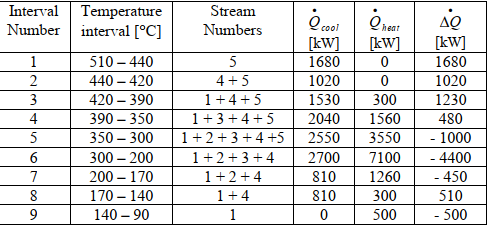 Interval Number Temperature interval [°C] Stream Numbers Q̇cool [kW] Q̇heat [kW] ΔQ̇ [kW]
1 510 – 440 5 1680 0 1680
2 440 – 420 4 + 5 1020 0 1020
3 420 – 390 1 + 4 + 5 1530 300 1230
4 390 – 350 1 + 3 + 4 + 5 2040 1560 480
5 350 – 300 1 + 2 + 3 + 4 +5 2550 3550 - 1000
6 300 – 200 1 + 2 + 3 + 4 2700 7100 - 4400
7 200 – 170 1 + 2 + 4 810 1260 - 450
8 170 – 140 1 + 4 810 300 510
9 140 – 90 1 0 500 - 500